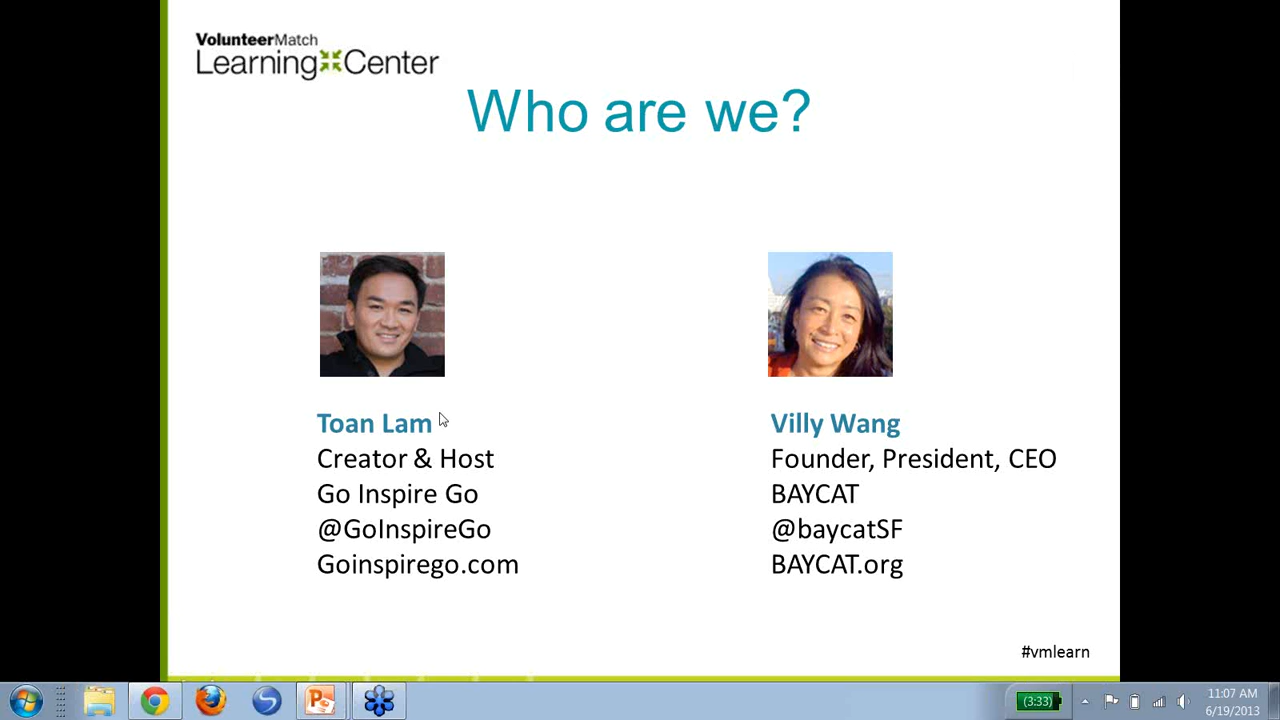 VolunteerMatch
Learning Center
Who are we?
Toan Lam
Creator & Host
Go Inspire Go
@GoInspireGo
Goinspirego.com
Villy Wang
Founder, President, CEO
BAYCAT
@baycatSF
BAYCAT.org
#vmlearn
(3:33)
11:07 AM
6/19/2013